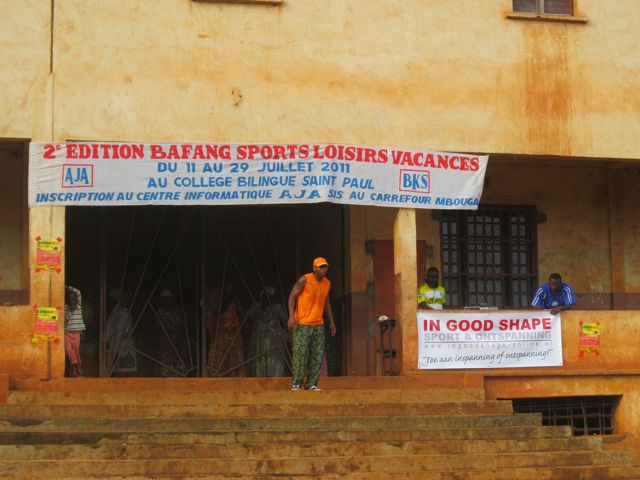 2e EDITION BAFANG SPORTS LOISIRS VACANCES
DU 11 AU 29 JUILLET 2011
AJA
AU COLLEGE BILINGUE SAINT PAUL
BKS
INSCRIPTION AU CENTRE INFORMATIQUE AJA SIS AU CARREFOUR MBOUGA
IN GOOD SHAPE
SPORT & ONTSPANNING
"Toe aan inspanning of ontspanning!"